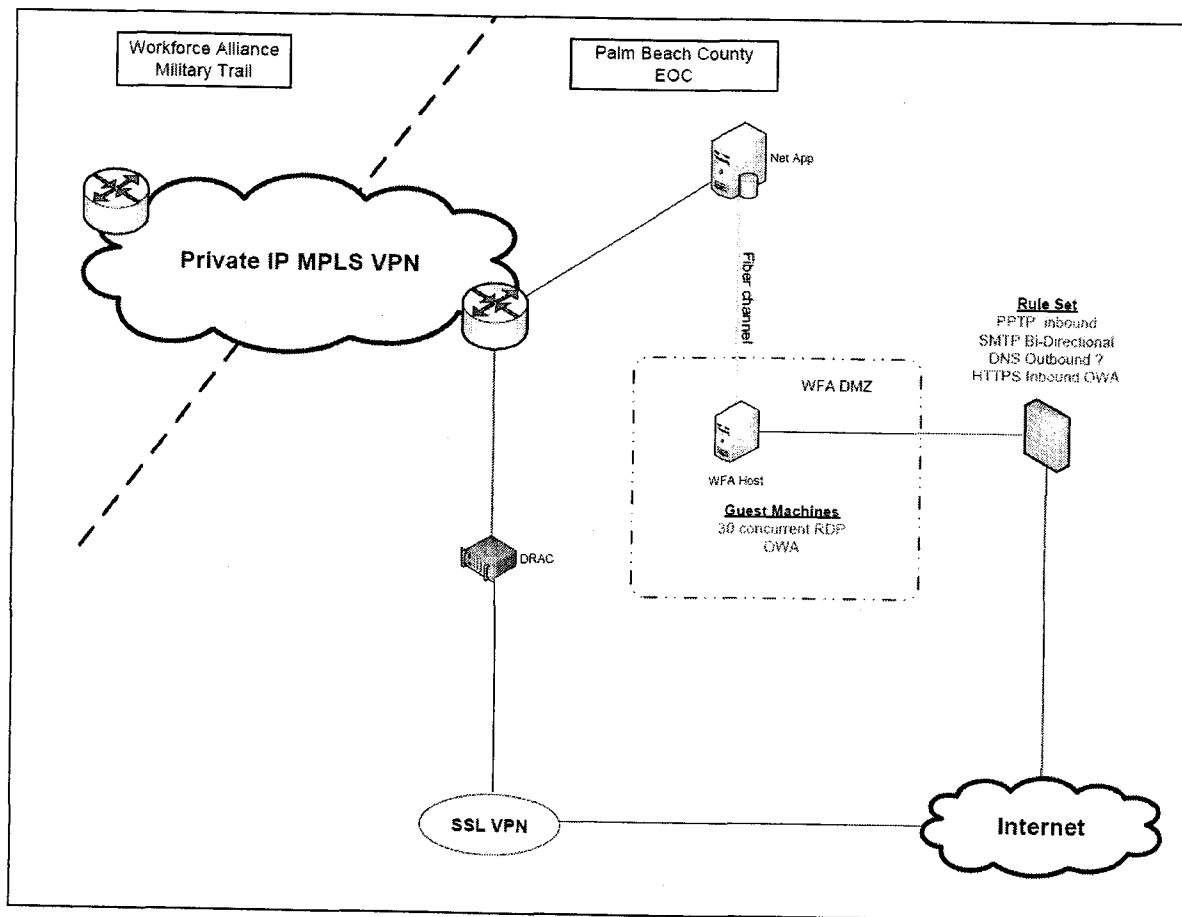 Workforce Alliance
Military Trail
Palm Beach County
EOC
Net App
Private IP MPLS VPN
Fiber channel
Rule Set
PPTP inbound
SMTP Bi-Directional
DNS Outbound ?
HTTPS Inbound OWA
WFA DMZ
WFA Host
Guest Machines
30 concurrent RDP
OWA
DRAC
SSL VPN
Internet